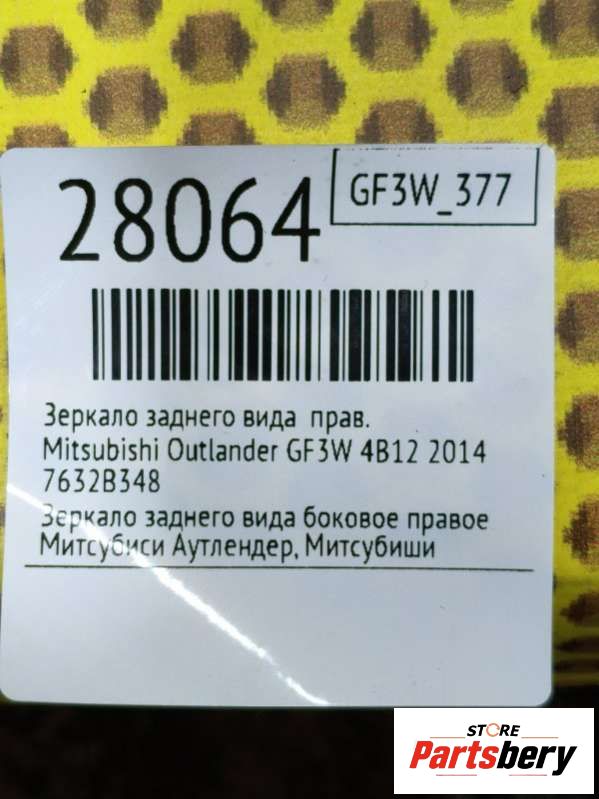 28064
GF3W_377
Зеркало заднего вида прав.
Mitsubishi Outlander GF3W 4B12 2014
7632B348
Зеркало заднего вида боковое правое
Митсубиси Аутлендер, Митсубиши
STORE
Partsbery